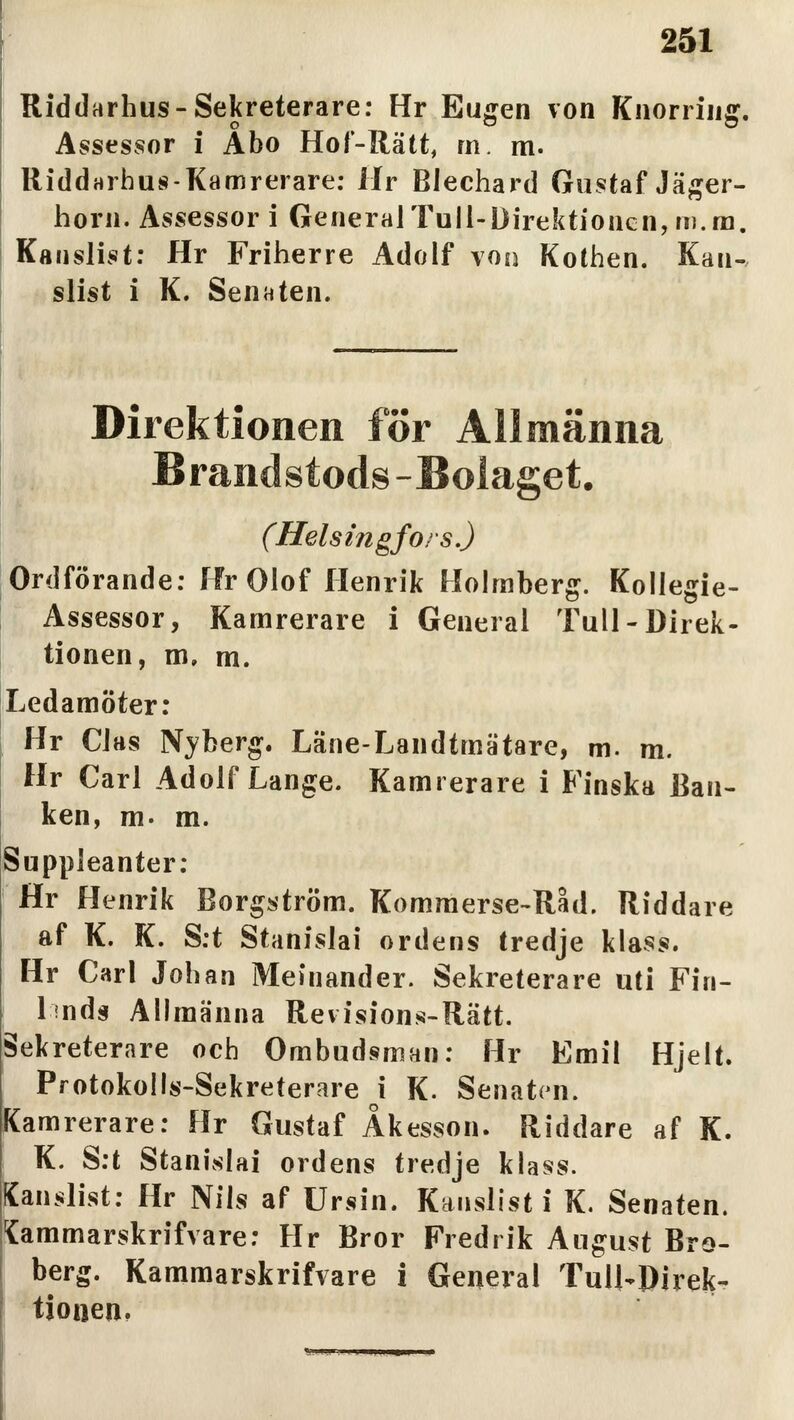 251
Riddarhus-Sekreterare: Hr Eugen von Knorring.
Assessor i Åbo Hof-Rätt, m. m.
Riddarhus-Kamrerare: Hr Blechard Gustaf Jäger-
horn. Assessor i General Tull-Direktionen, m. m.
Kanslist: Hr Friherre Adolf von Kothen. Kan-
slist i K. Senaten.
Direktionen för Allmänna
Brandstods-Bolaget.
(Helsingfors.)
Ordförande: Hr Olof Henrik Holmberg. Kollegie-
Assessor, Kamrerare i General Tull-Direk-
tionen, m. m.
Ledamöter:
Hr Clas Nyberg. Läne-Landtmätare, m. m.
Hr Carl Adolf Lange. Kamrerare i Finska Ban-
ken, m. m.
Suppleanter:
Hr Henrik Borgström. Kommerse-Råd. Riddare
af K. K. S:t Stanislai ordens tredje klass.
Hr Carl Johan Meinander. Sekreterare uti Fin-
lands Allmänna Revisions-Rätt.
Sekreterare och Ombudsman: Hr Emil Hjelt.
Protokolls-Sekreterare i K. Senaten.
Kamrerare: Hr Gustaf Åkesson. Riddare af K.
K. S:t Stanislai ordens tredje klass.
Kanslist: Hr Nils af Ursin. Kanslist i K. Senaten.
Kammarskrifvare: Hr Bror Fredrik August Bro-
berg. Kammarskrifvare i General Tull-Direk-
tionen.